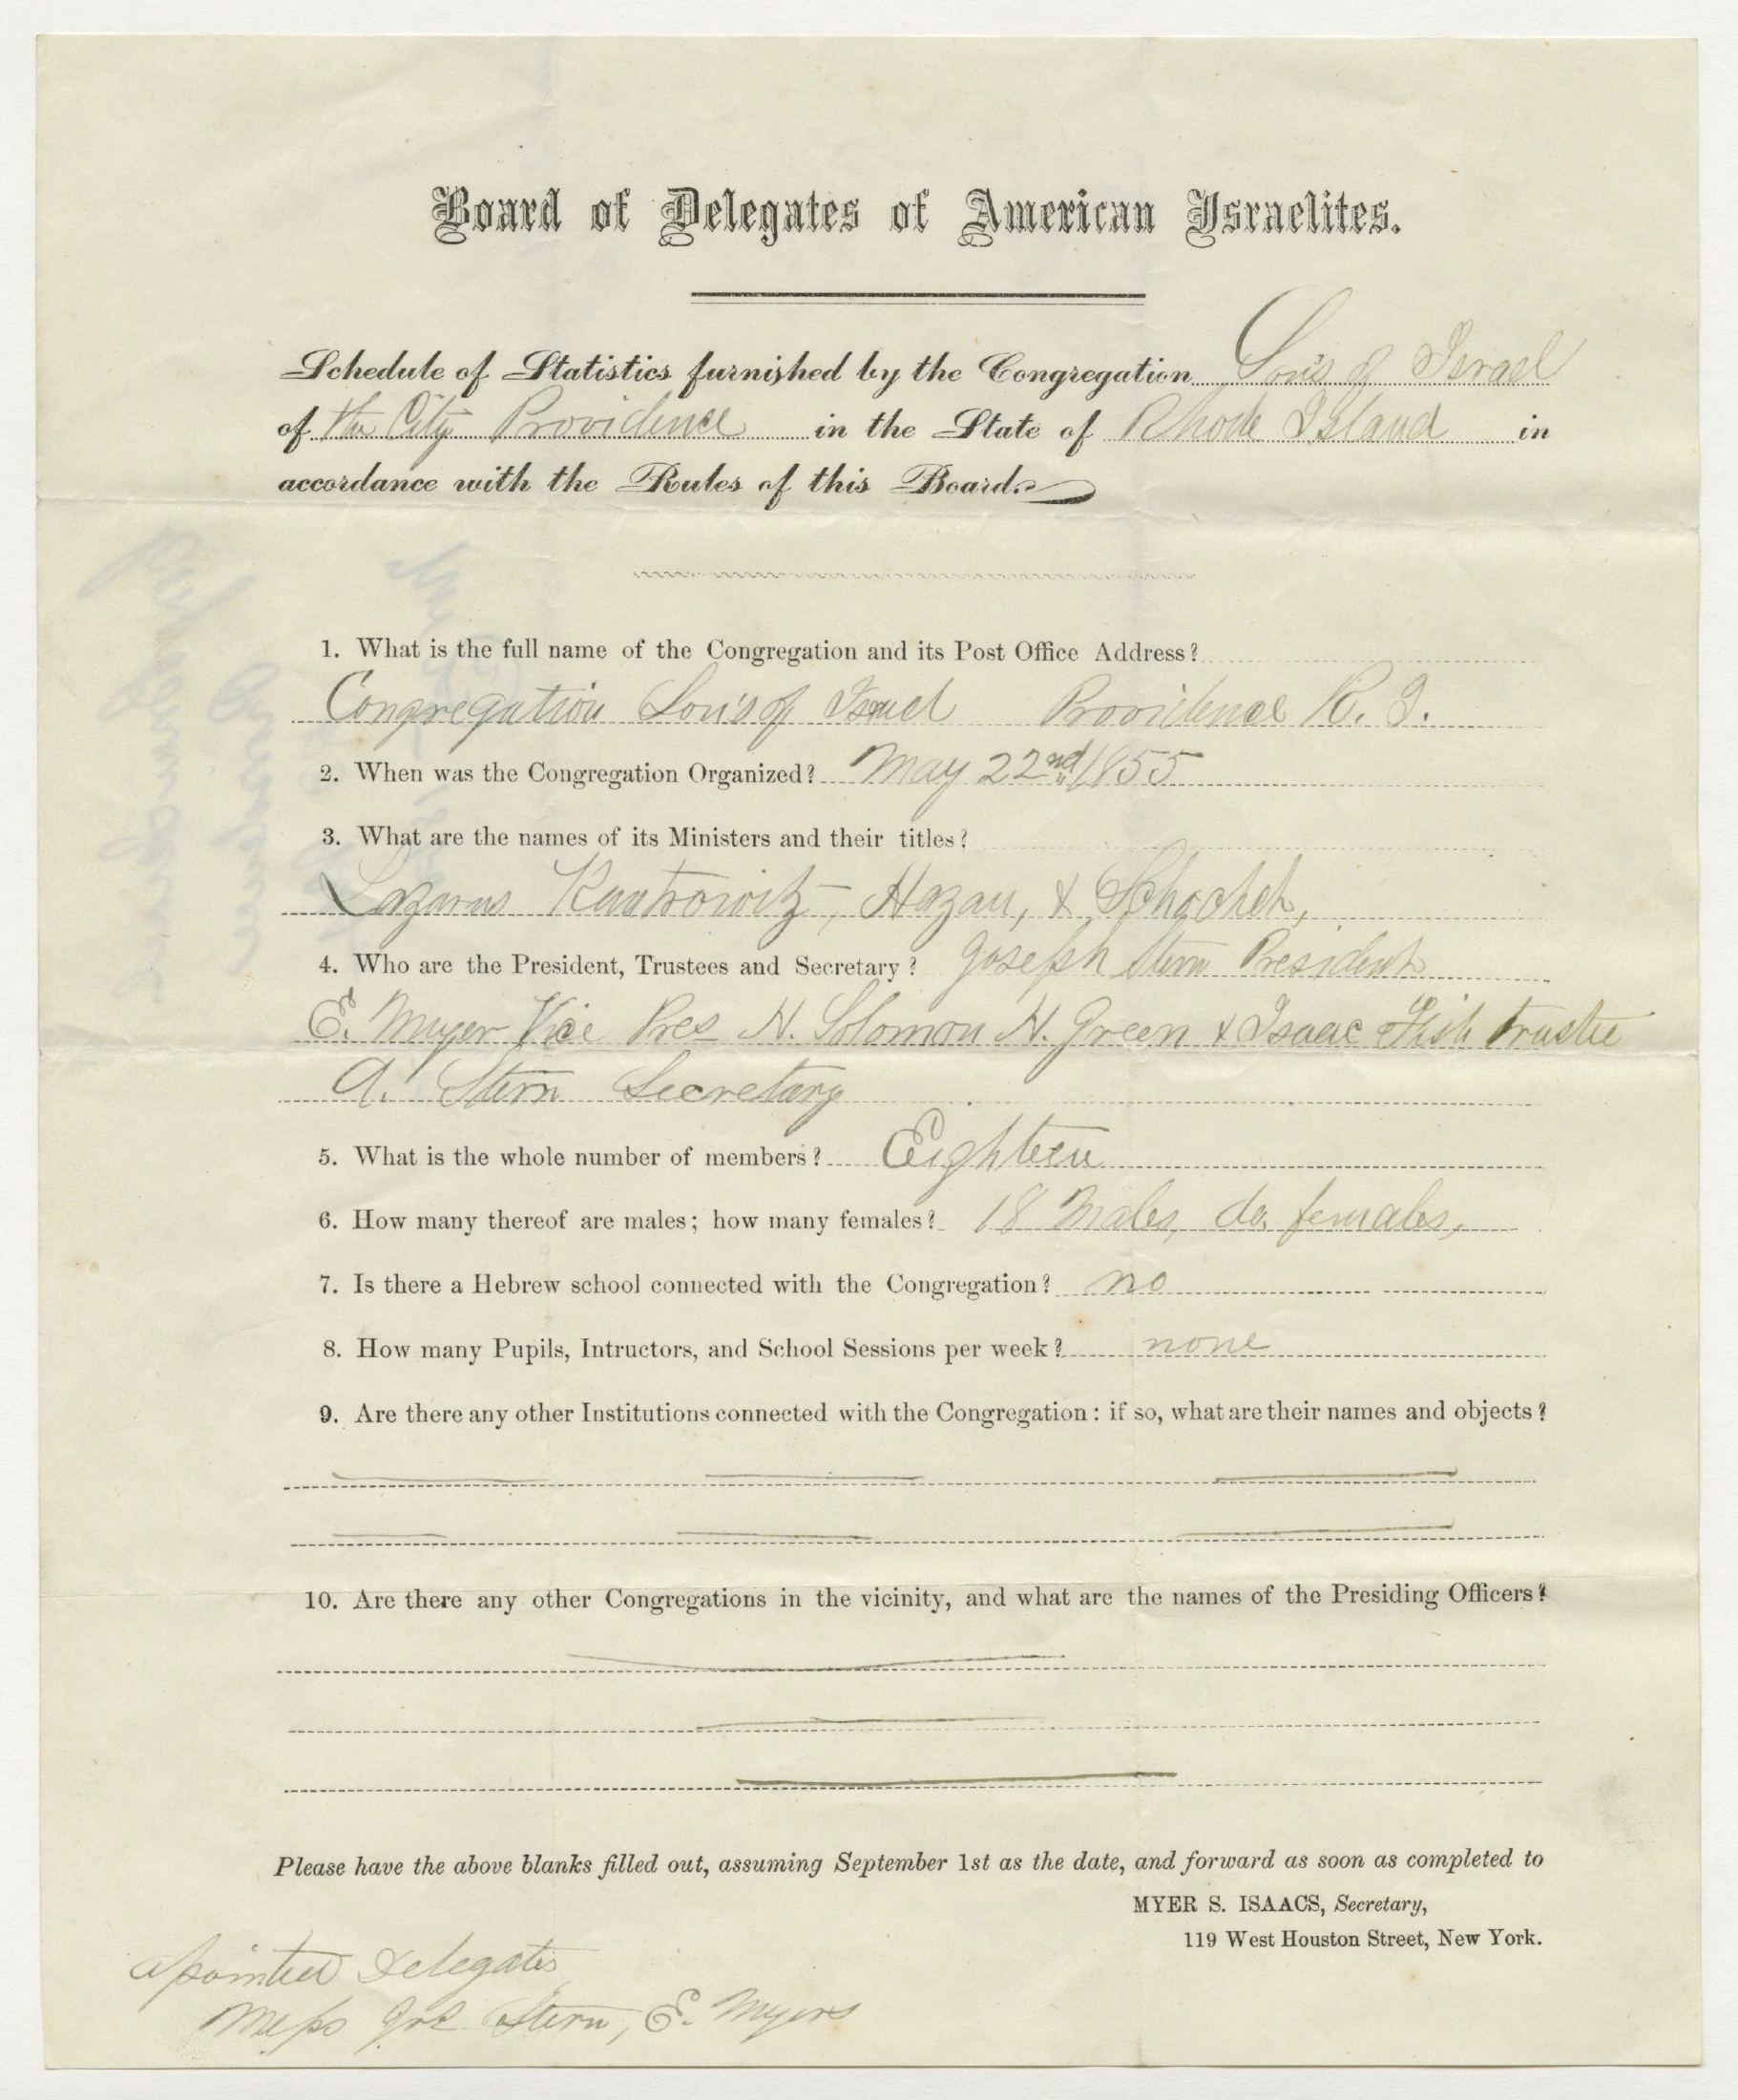 Board of Delegates of American Israelites.
Schedule of Statistics furnished by the Congregation Son's of Israel
of the City Providence in the State of Rhode Island in
accordance with the Rules of this Board.
1. What is the full name of the Congregation and its Post Office Address?
Congregation Son's of Israel Providence R. I.
2. When was the Congregation Organized? May 22nd 1855
3. What are the names of its Ministers and their titles?
Lazarus Kantrowitz, Hazan, & Schochet,
4. Who are the President, Trustees and Secretary? Joseph Stern President
E. Myer Vice Pres H. Solomon H. Green & Isaac Fish trustee
A. Stern Secretary
5. What is the whole number of members? Eighteen
6. How many thereof are males; how many females? 18 Males, do. females,
7. Is there a Hebrew school connected with the Congregation? no
8. How many Pupils, Intructors, and School Sessions per week? none
9. Are there any other Institutions connected with the Congregation: if so, what are their names and objects?
10. Are there any other Congregations in the vicinity, and what are the names of the Presiding Officers?
Please have the above blanks filled out, assuming September 1st as the date, and forward as soon as completed to
MYER S. ISAACS, Secretary,
119 West Houston Street, New York.
apointed Delegates
Messrs Jos Stern, E. Myers